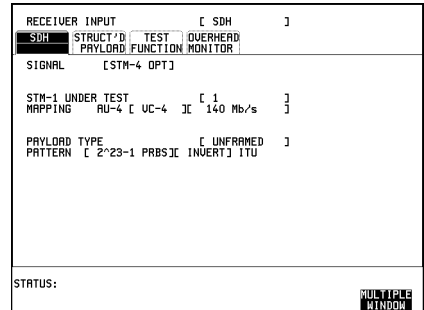 RECEIVER INPUT [ SDH ]
SDH STRUCT'D TEST OVERHEAD
PAYLOAD FUNCTION MONITOR
SIGNAL [STM-4 OPT]
STM-1 UNDER TEST [ 1 ]
MAPPING AU-4 [ VC-4 ][ 140 Mb/s ]
PAYLOAD TYPE [ UNFRAMED ]
PATTERN [ 2^23-1 PRBS][ INVERT] ITU
STATUS:
MULTIPLE
WINDOW